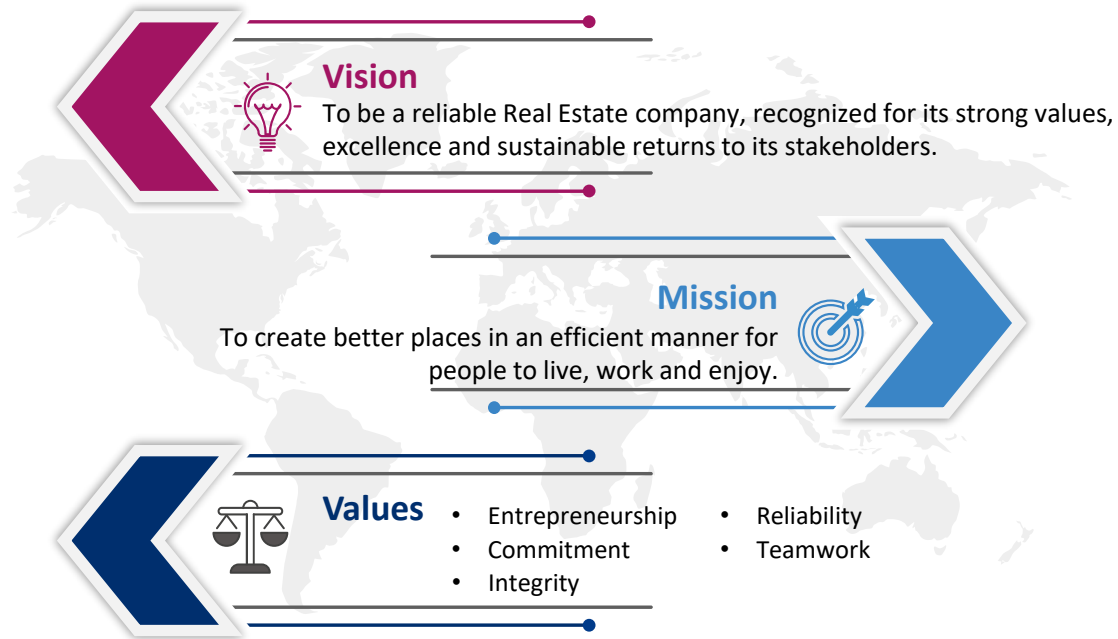 Vision
To be a reliable Real Estate company, recognized for its strong values,
excellence and sustainable returns to its stakeholders.
Mission
To create better places in an efficient manner for
people to live, work and enjoy.
Values
• Entrepreneurship
• Commitment
• Integrity
• Reliability
• Teamwork